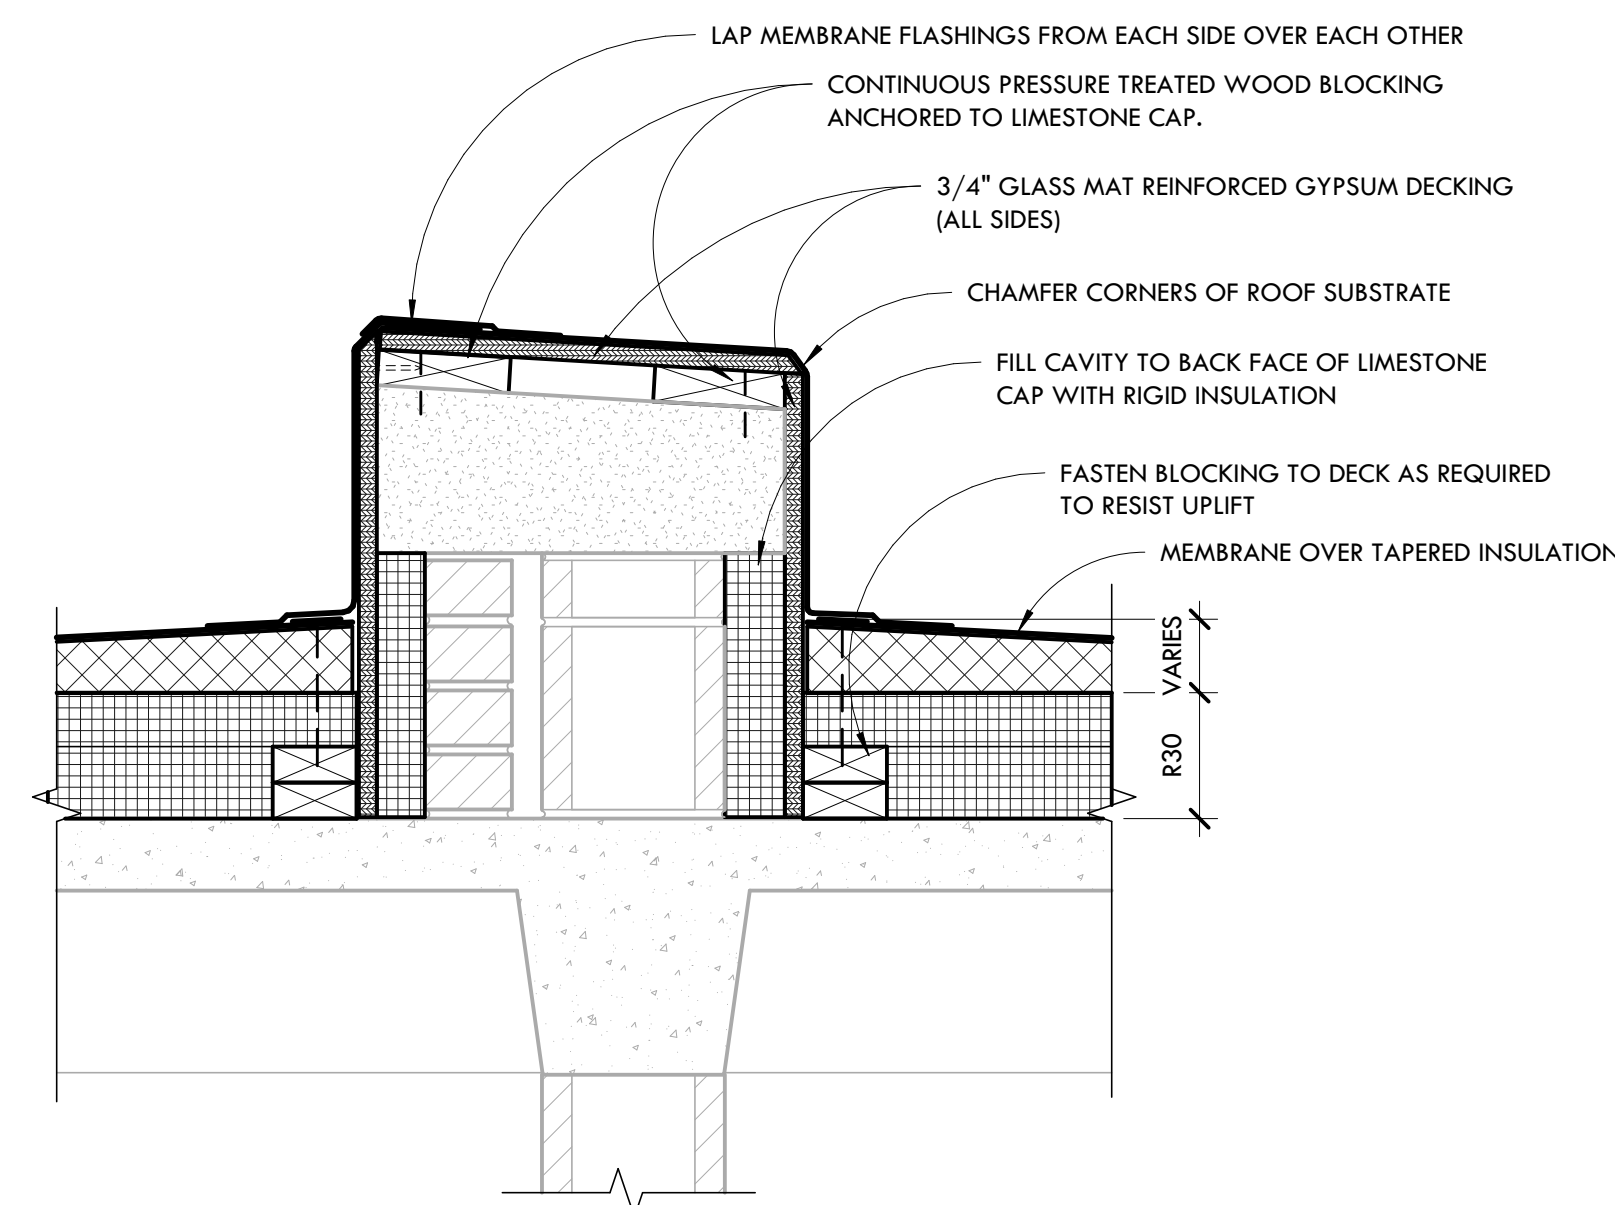 LAP MEMBRANE FLASHINGS FROM EACH SIDE OVER EACH OTHER
CONTINUOUS PRESSURE TREATED WOOD BLOCKING
ANCHORED TO LIMESTONE CAP.
3/4" GLASS MAT REINFORCED GYPSUM DECKING
(ALL SIDES)
CHAMFER CORNERS OF ROOF SUBSTRATE
FILL CAVITY TO BACK FACE OF LIMESTONE
CAP WITH RIGID INSULATION
FASTEN BLOCKING TO DECK AS REQUIRED
TO RESIST UPLIFT
MEMBRANE OVER TAPERED INSULATION
VARIES
R30